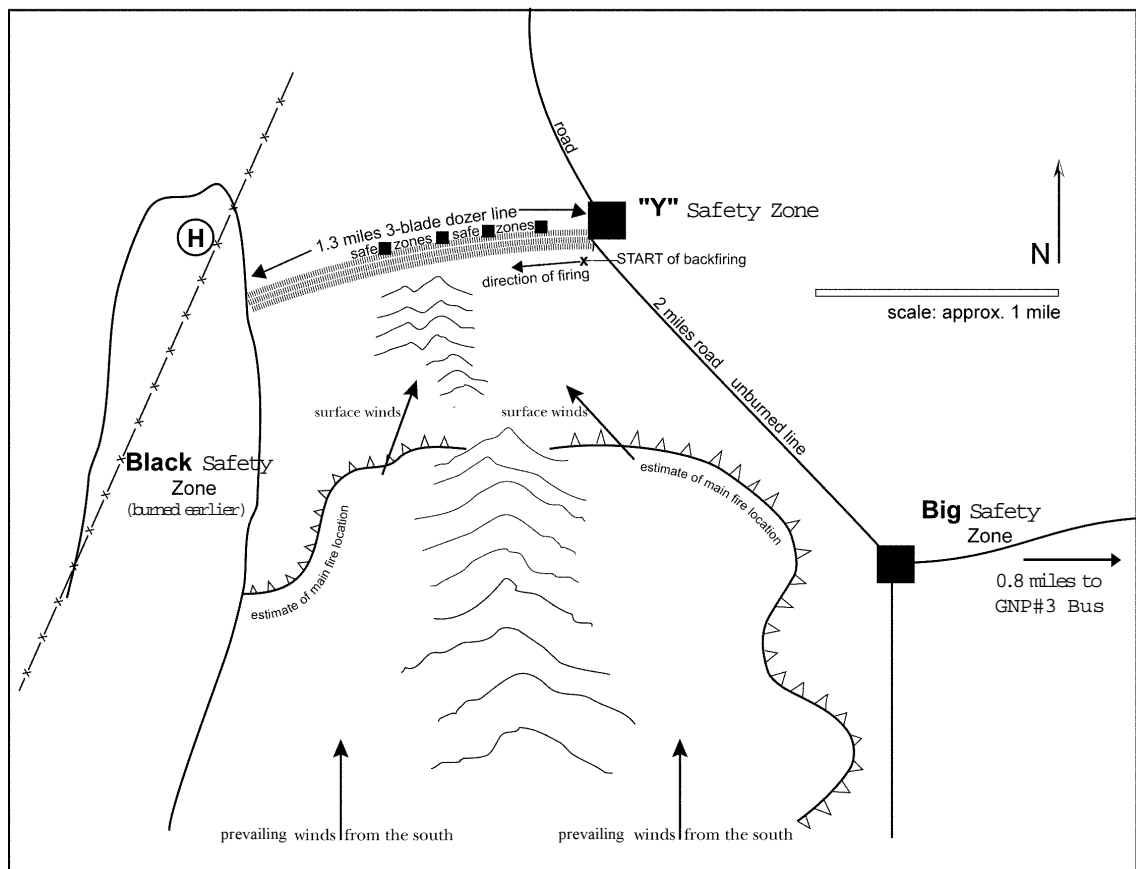 road
"Y" Safety Zone
1.3 miles 3-blade dozer line
safe zones safe zones
H
START of backfiring
direction of firing
N
scale: approx. 1 mile
2 miles road unburned line
surface winds
surface winds
Black Safety
Zone
(burned earlier)
estimate of main fire location
estimate of main fire location
Big Safety
Zone
0.8 miles to
GNP#3 Bus
prevailing winds from the south
prevailing winds from the south